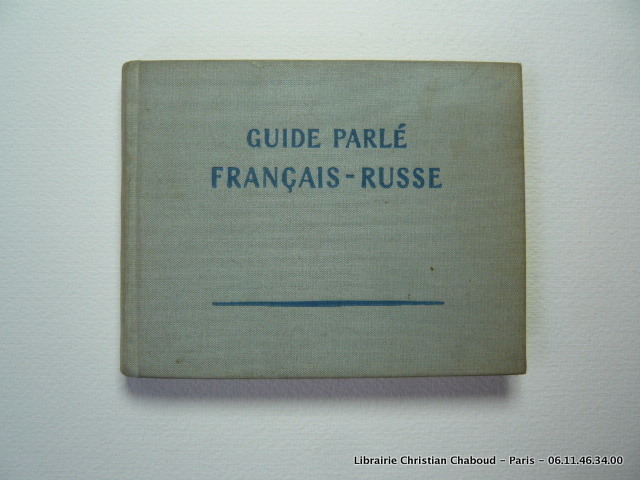 GUIDE PARLÉ
FRANÇAIS-RUSSE
Librairie Christian Chaboud - Paris - 06.11.46.34.00